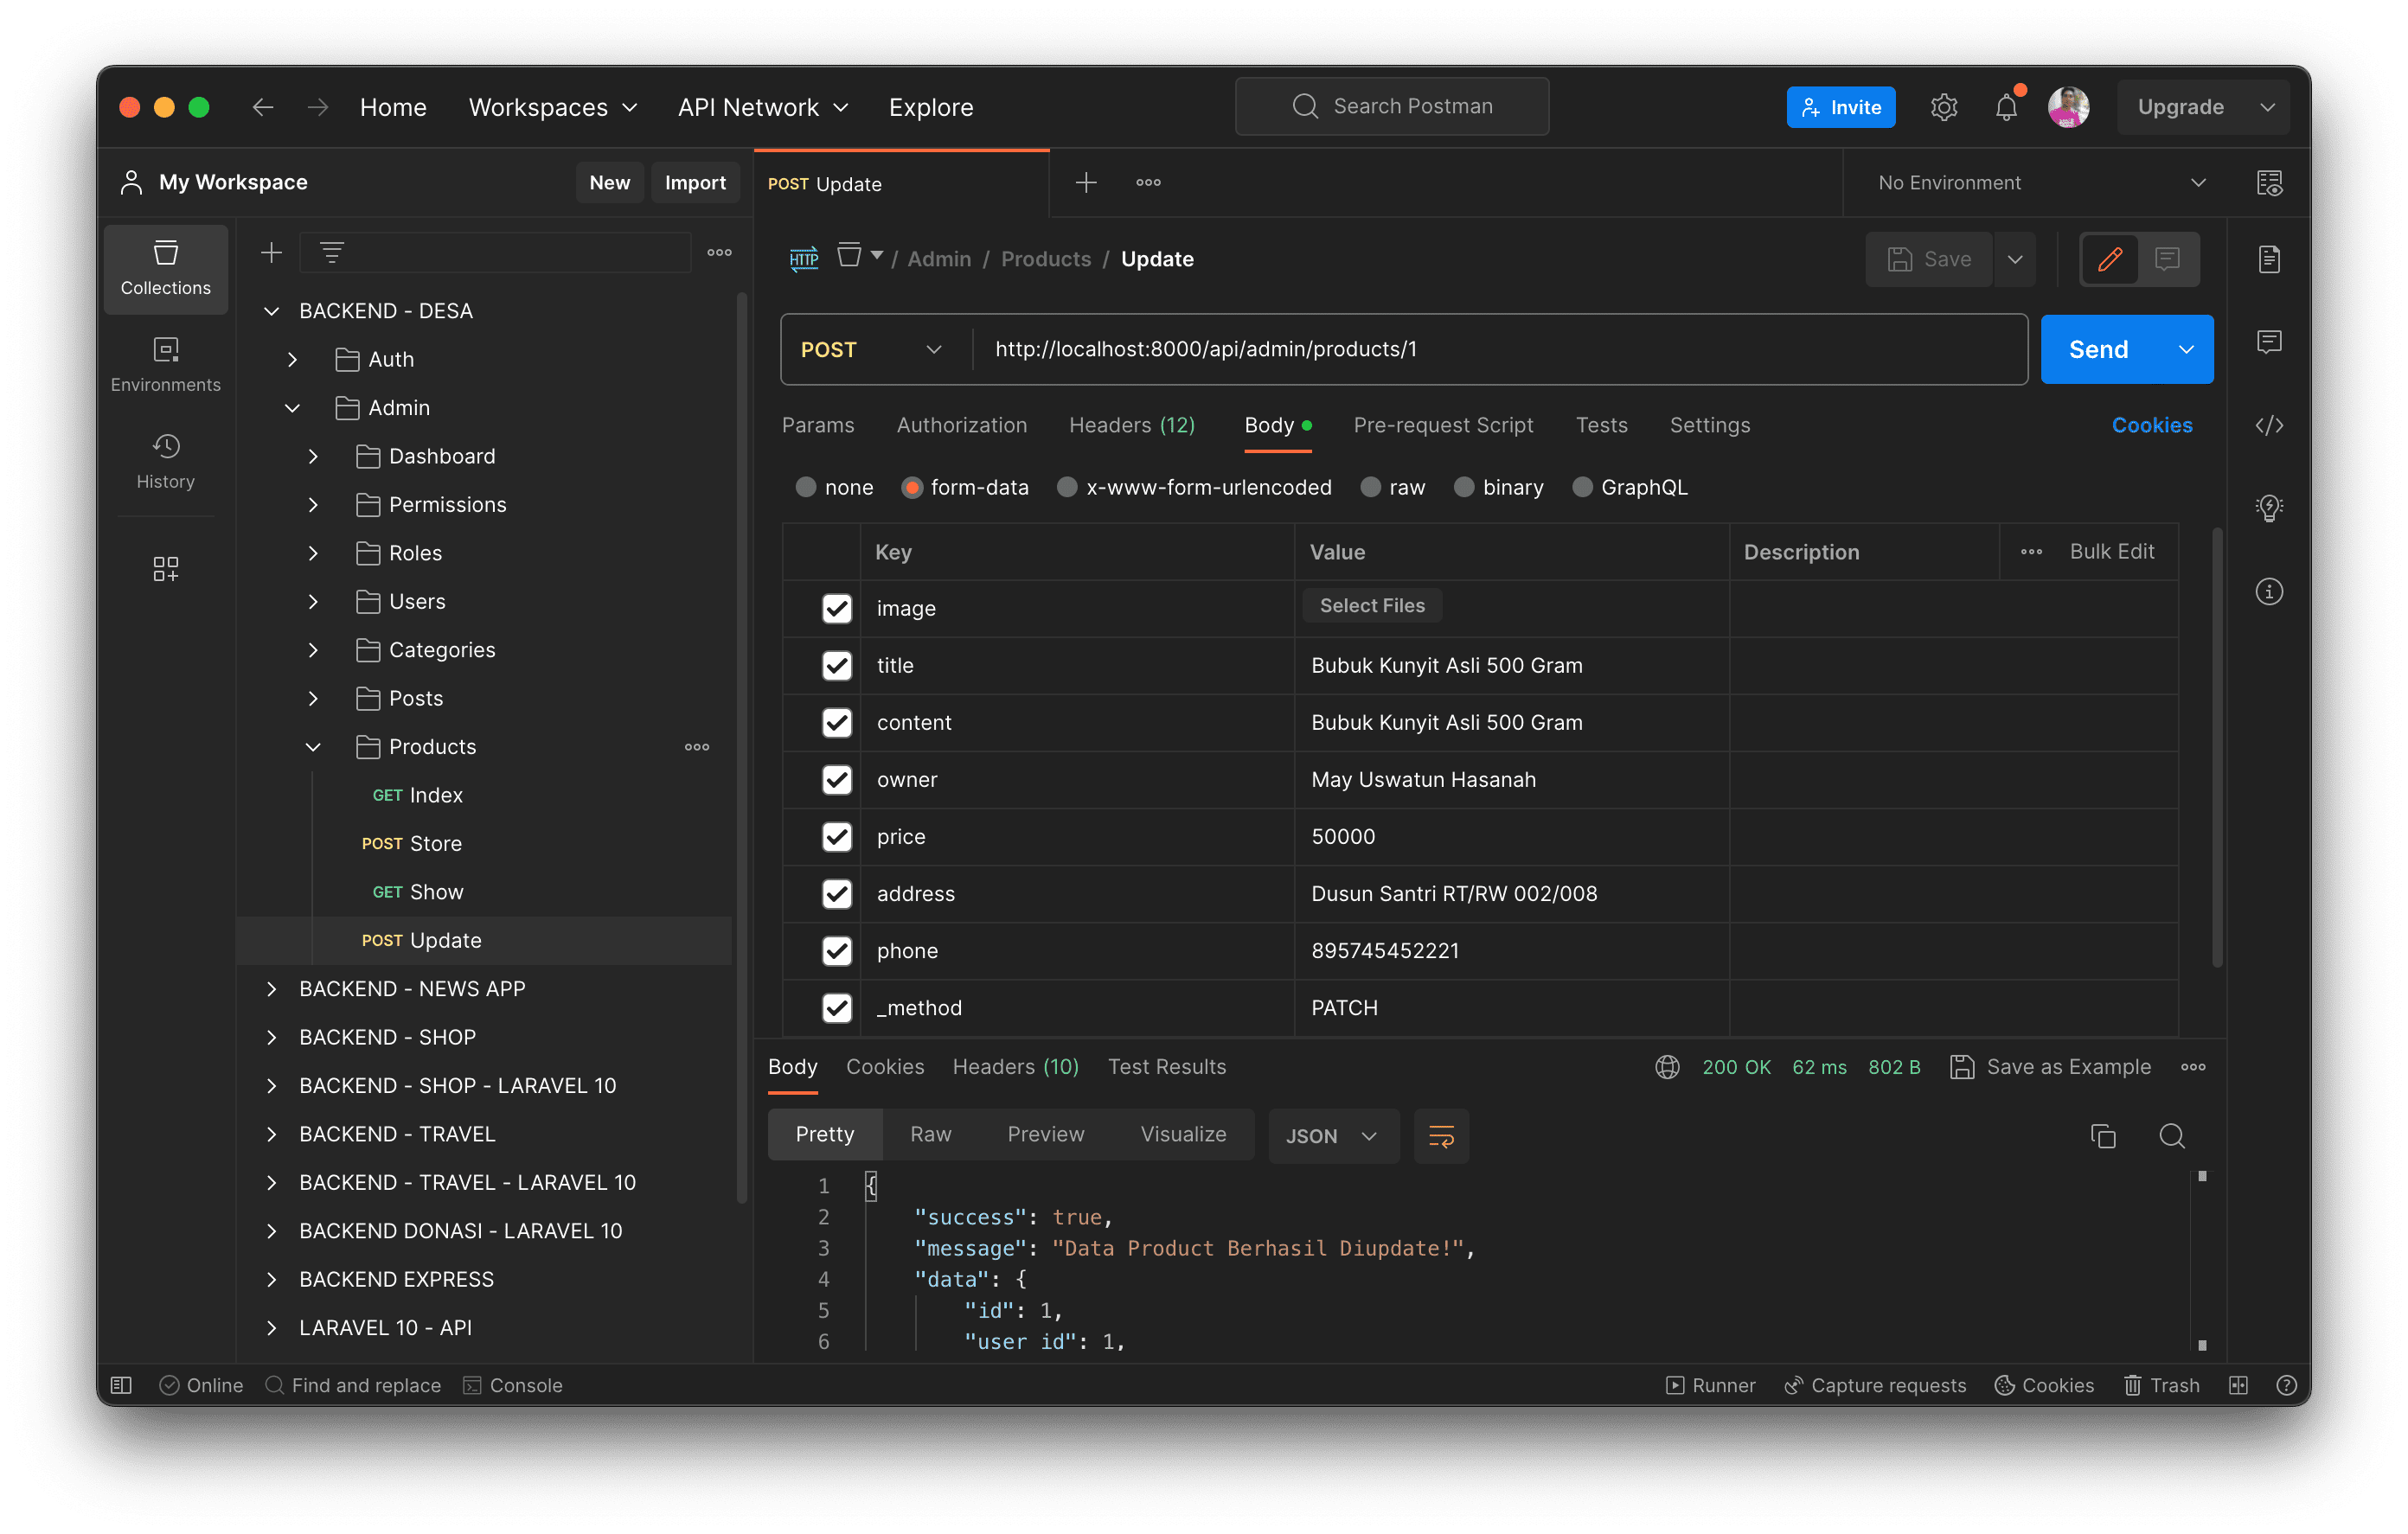 Home Workspaces API Network Explore Search Postman Invite Upgrade
My Workspace New Import
POST Update
No Environment
Collections
Environments
History
BACKEND - DESA
Auth
Admin
Dashboard
Permissions
Roles
Users
Categories
Posts
Products
GET Index
POST Store
GET Show
POST Update
BACKEND - NEWS APP
BACKEND - SHOP
BACKEND - SHOP - LARAVEL 10
BACKEND - TRAVEL
BACKEND - TRAVEL - LARAVEL 10
BACKEND DONASI - LARAVEL 10
BACKEND EXPRESS
LARAVEL 10 - API
HTTP / Admin / Products / Update Save
POST http://localhost:8000/api/admin/products/1 Send
Params Authorization Headers (12) Body Pre-request Script Tests Settings Cookies
none form-data x-www-form-urlencoded raw binary GraphQL
Key Value Description Bulk Edit
image Select Files
title Bubuk Kunyit Asli 500 Gram
content Bubuk Kunyit Asli 500 Gram
owner May Uswatun Hasanah
price 50000
address Dusun Santri RT/RW 002/008
phone 895745452221
_method PATCH
Body Cookies Headers (10) Test Results 200 OK 62 ms 802 B Save as Example
Pretty Raw Preview Visualize JSON
1 {
2 "success": true,
3 "message": "Data Product Berhasil Diupdate!",
4 "data": {
5 "id": 1,
6 "user id": 1,
Online Find and replace Console Runner Capture requests Cookies Trash